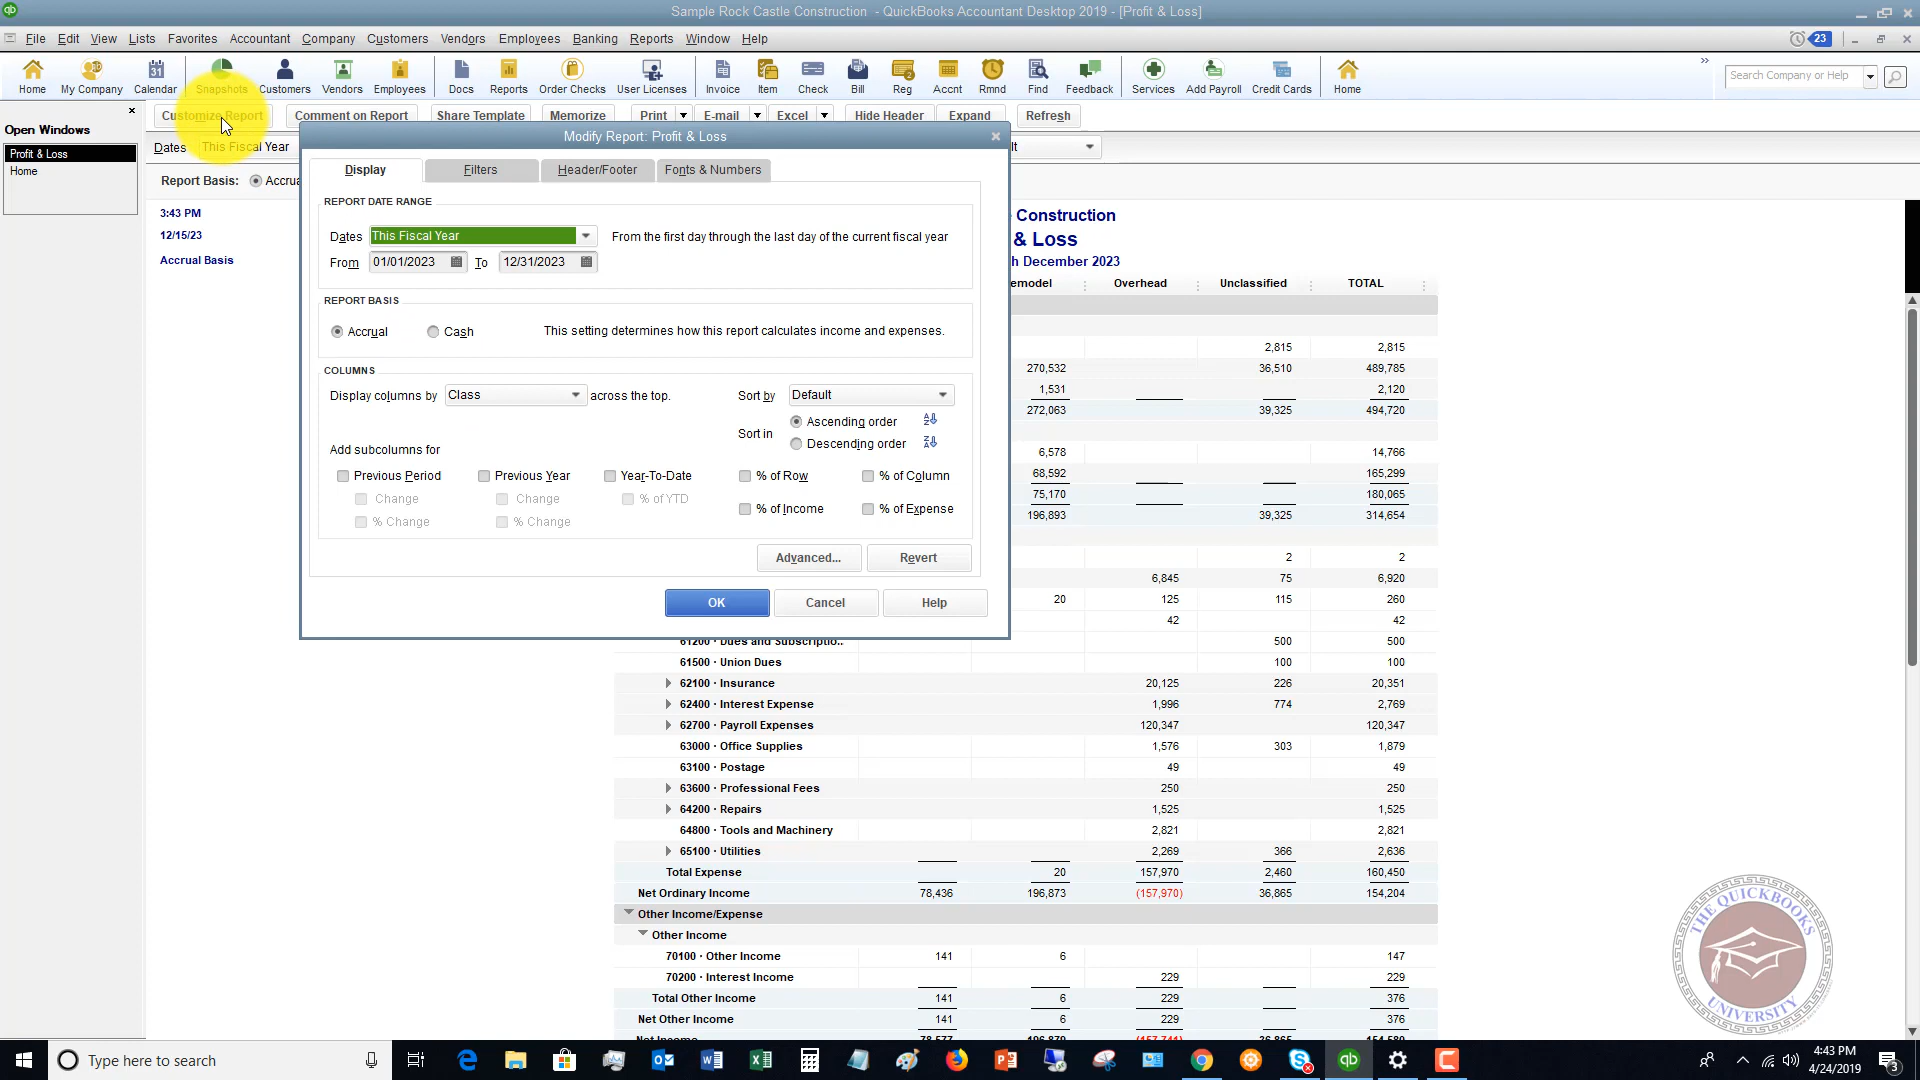 Sample Rock Castle Construction - QuickBooks Accountant Desktop 2019 - [Profit & Loss]
File Edit View Lists Favorites Accountant Company Customers Vendors Employees Banking Reports Window Help
23
Home My Company Calendar Snapshots Customers Vendors Employees Docs Reports Order Checks User Licenses Invoice Item Check Bill Reg Accnt Rmnd Find Feedback Services Add Payroll Credit Cards Home
Search Company or Help
Open Windows
Profit & Loss
Home
Customize Report Comment on Report Share Template Memorize Print E-mail Excel Hide Header Expand Refresh
Dates This Fiscal Year
Report Basis: Accrua
3:43 PM
12/15/23
Accrual Basis
Modify Report: Profit & Loss
Display Filters Header/Footer Fonts & Numbers
REPORT DATE RANGE
Dates This Fiscal Year From the first day through the last day of the current fiscal year
From 01/01/2023 To 12/31/2023
REPORT BASIS
Accrual Cash This setting determines how this report calculates income and expenses.
COLUMNS
Display columns by Class across the top. Sort by Default
Sort in Ascending order
Descending order
Add subcolumns for
Previous Period Previous Year Year-To-Date % of Row % of Column
Change Change % of YTD
% Change % Change % of Income % of Expense
Advanced... Revert
OK Cancel Help
Construction
& Loss
h December 2023
emodel Overhead Unclassified TOTAL
2,815 2,815
270,532 36,510 489,785
1,531 2,120
272,063 39,325 494,720
6,578 14,766
68,592 165,299
75,170 180,065
196,893 39,325 314,654
2 2
6,845 75 6,920
20 125 115 260
42 42
61200 · Dues and Subscriptio.. 500 500
61500 · Union Dues 100 100
62100 · Insurance 20,125 226 20,351
62400 · Interest Expense 1,996 774 2,769
62700 · Payroll Expenses 120,347 120,347
63000 · Office Supplies 1,576 303 1,879
63100 · Postage 49 49
63600 · Professional Fees 250 250
64200 · Repairs 1,525 1,525
64800 · Tools and Machinery 2,821 2,821
65100 · Utilities 2,269 366 2,636
Total Expense 20 157,970 2,460 160,450
Net Ordinary Income 78,436 196,873 (157,970) 36,865 154,204
Other Income/Expense
Other Income
70100 · Other Income 141 6 147
70200 · Interest Income 229 229
Total Other Income 141 6 229 376
Net Other Income 141 6 229 376
Net Income 78,577 196,879 (157,741) 36,865 154,580
THE QUICKBOOKS
UNIVERSITY
Type here to search
4:43 PM
4/24/2019
3